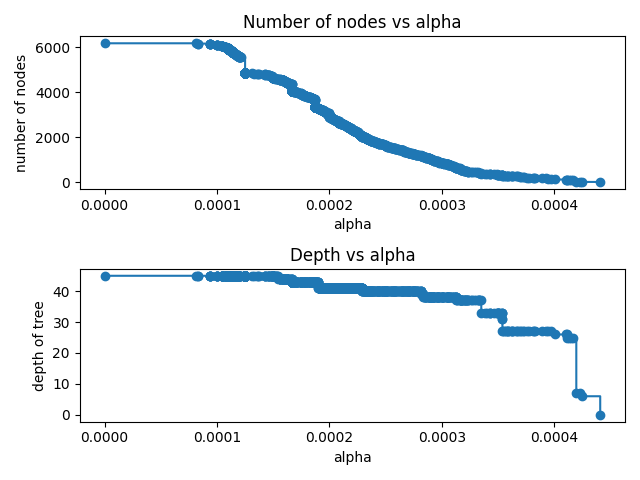 Number of nodes vs alpha
number of nodes
6000
4000
2000
0
0.0000 0.0001 0.0002 0.0003 0.0004
alpha
Depth vs alpha
depth of tree
40
30
20
10
0
0.0000 0.0001 0.0002 0.0003 0.0004
alpha